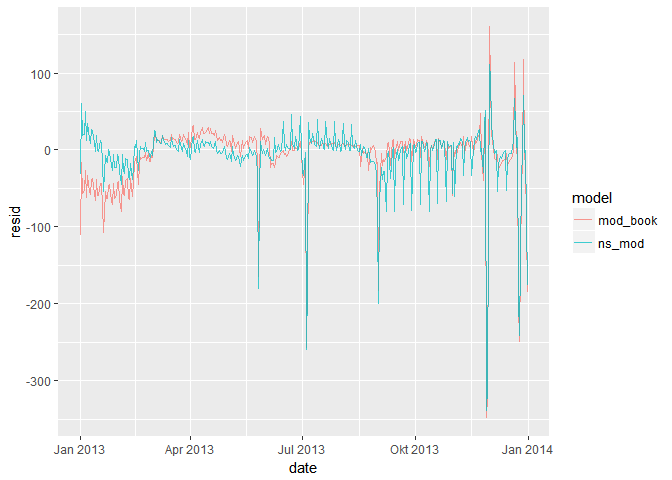 100
0
-100
-200
-300
resid
Jan 2013
Apr 2013
Jul 2013
Okt 2013
Jan 2014
date
model
mod_book
ns_mod